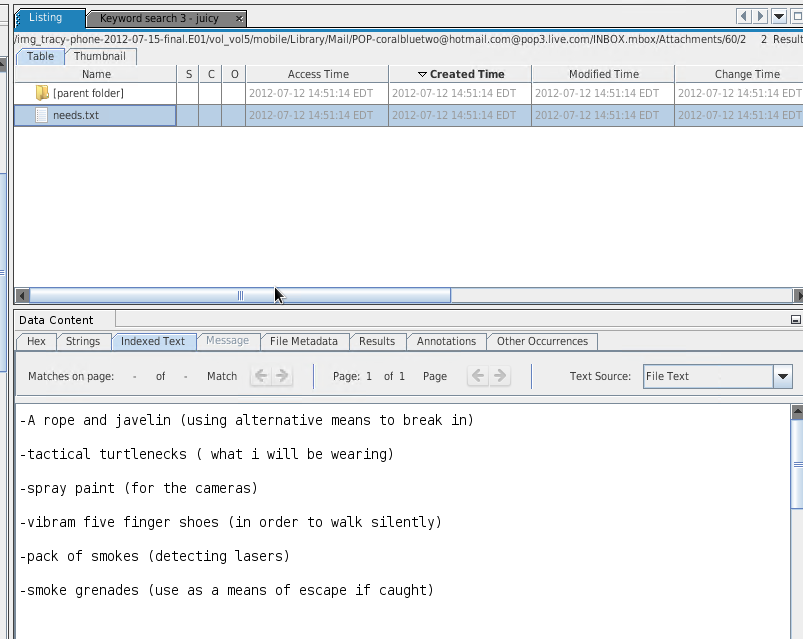 Listing
Keyword search 3 - juicy ×
/img_tracy-phone-2012-07-15-final.E01/vol_vol5/mobile/Library/Mail/POP-coralbluetwo@hotmail.com@pop3.live.com/INBOX.mbox/Attachments/60/2 2 Result
Table Thumbnail
Name S C O Access Time Created Time Modified Time Change Time
[parent folder] 2012-07-12 14:51:14 EDT 2012-07-12 14:51:14 EDT 2012-07-12 14:51:14 EDT 2012-07-12 14:51:14 EDT
needs.txt 2012-07-12 14:51:14 EDT 2012-07-12 14:51:14 EDT 2012-07-12 14:51:14 EDT 2012-07-12 14:51:14 EDT
Data Content
Hex Strings Indexed Text Message File Metadata Results Annotations Other Occurrences
Matches on page: - of - Match Page: 1 of 1 Page Text Source: File Text
-A rope and javelin (using alternative means to break in)
-tactical turtlenecks ( what i will be wearing)
-spray paint (for the cameras)
-vibram five finger shoes (in order to walk silently)
-pack of smokes (detecting lasers)
-smoke grenades (use as a means of escape if caught)